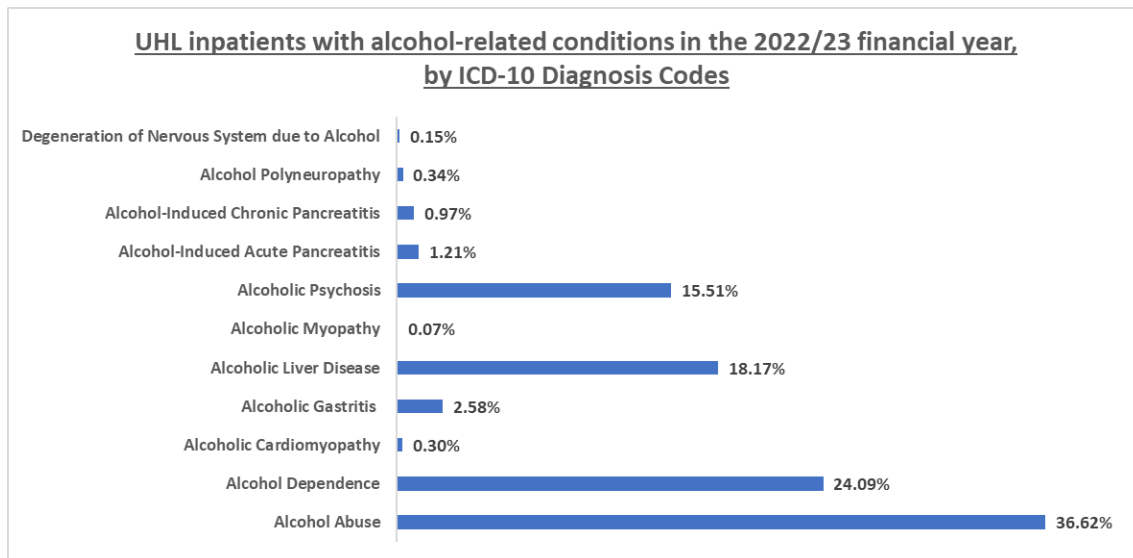 UHL inpatients with alcohol-related conditions in the 2022/23 financial year,
by ICD-10 Diagnosis Codes
Degeneration of Nervous System due to Alcohol 0.15%
Alcohol Polyneuropathy 0.34%
Alcohol-Induced Chronic Pancreatitis 0.97%
Alcohol-Induced Acute Pancreatitis 1.21%
Alcoholic Psychosis 15.51%
Alcoholic Myopathy 0.07%
Alcoholic Liver Disease 18.17%
Alcoholic Gastritis 2.58%
Alcoholic Cardiomyopathy 0.30%
Alcohol Dependence 24.09%
Alcohol Abuse 36.62%